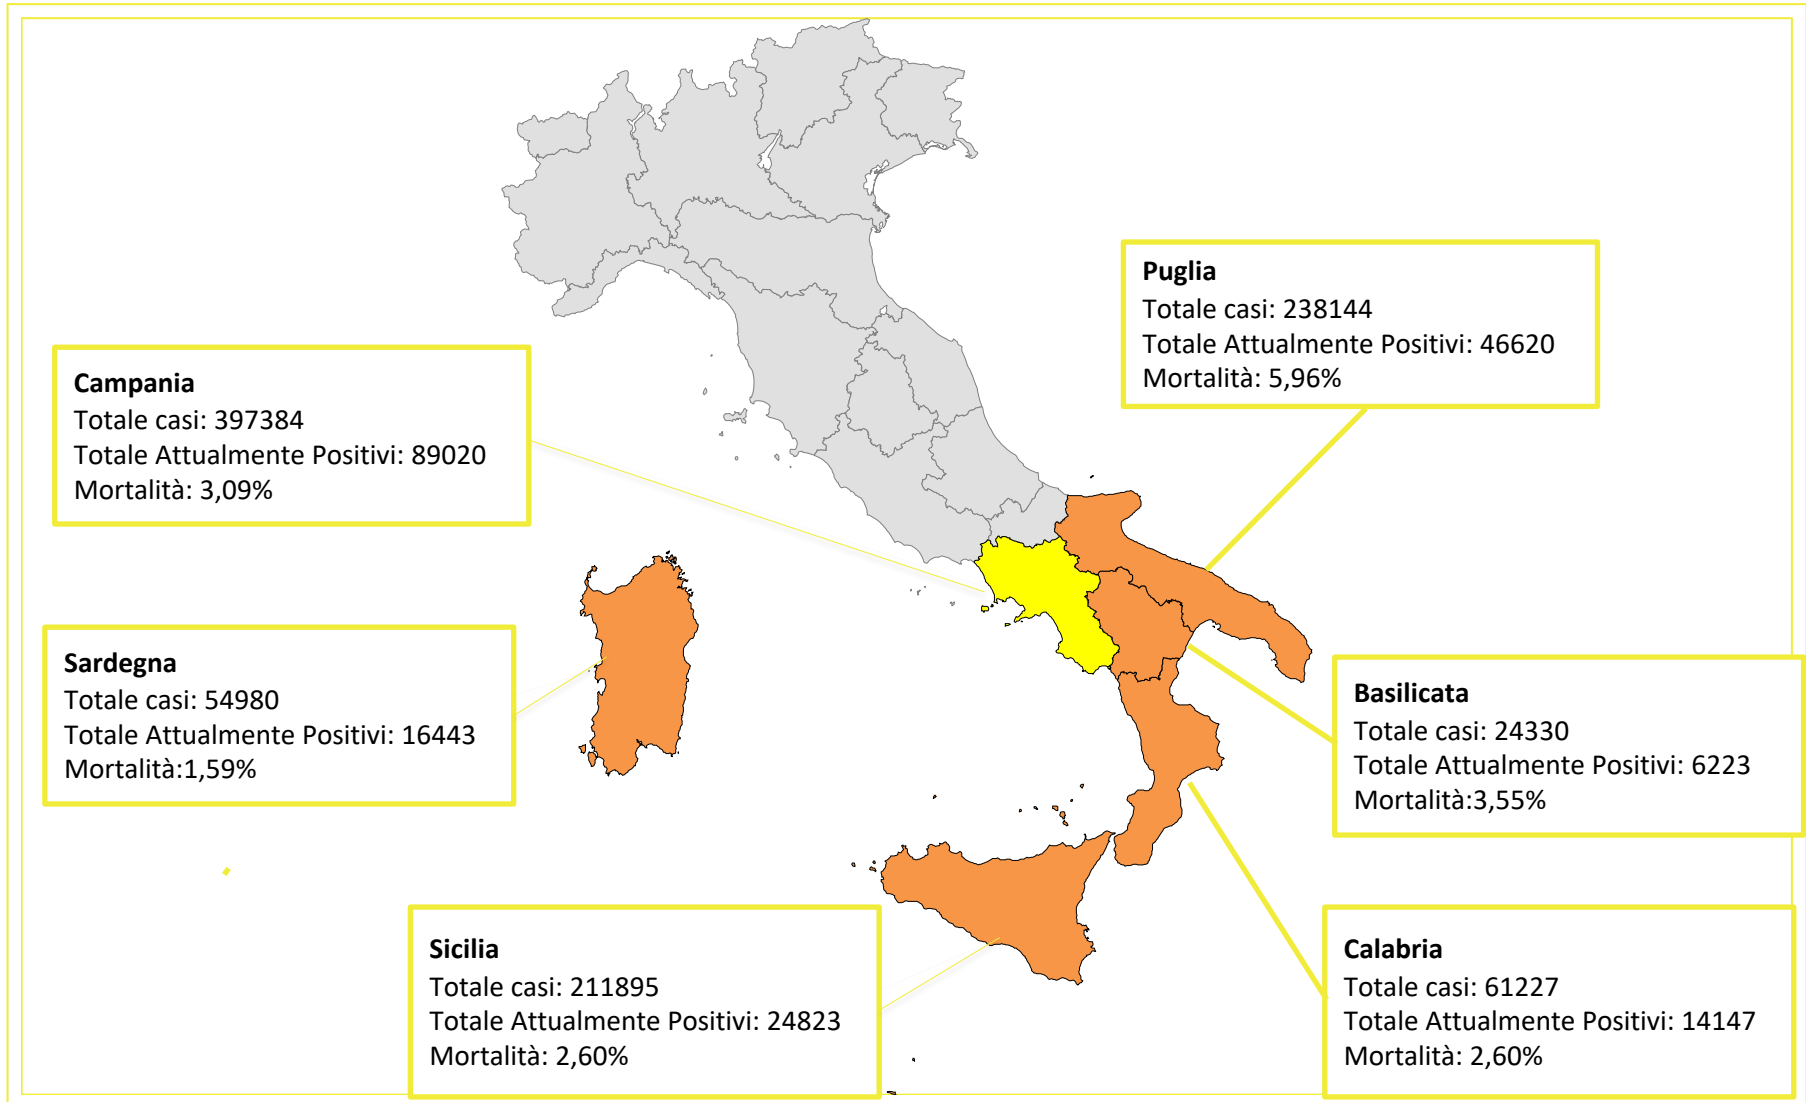 Puglia
Totale casi: 238144
Totale Attualmente Positivi: 46620
Mortalità: 5,96%
Campania
Totale casi: 397384
Totale Attualmente Positivi: 89020
Mortalità: 3,09%
Sardegna
Totale casi: 54980
Totale Attualmente Positivi: 16443
Mortalità:1,59%
Basilicata
Totale casi: 24330
Totale Attualmente Positivi: 6223
Mortalità:3,55%
Sicilia
Totale casi: 211895
Totale Attualmente Positivi: 24823
Mortalità: 2,60%
Calabria
Totale casi: 61227
Totale Attualmente Positivi: 14147
Mortalità: 2,60%